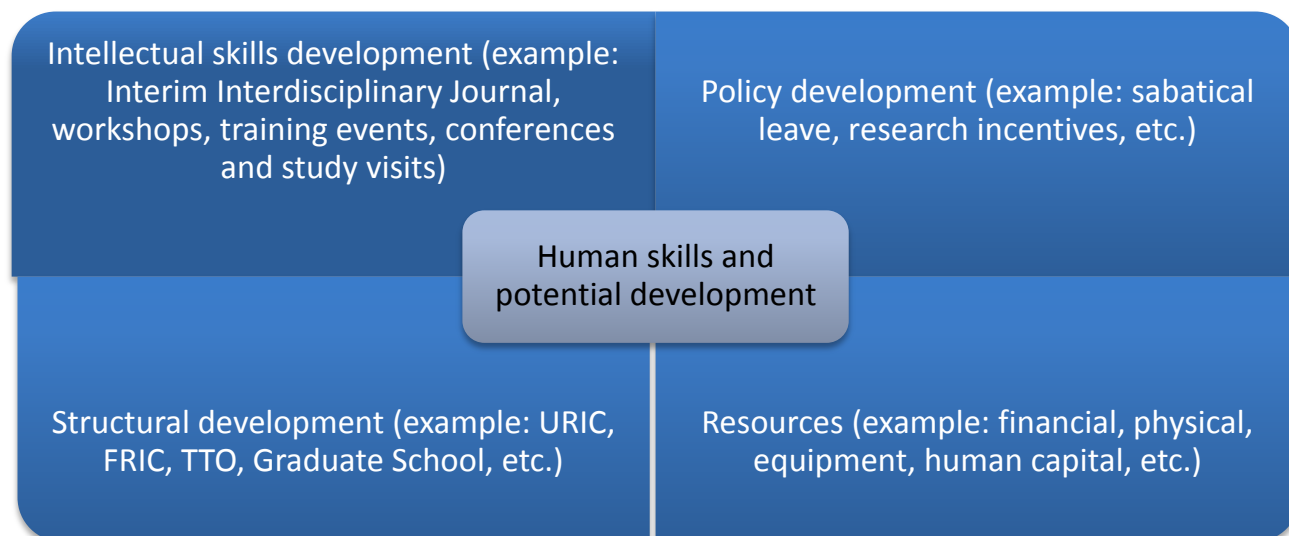 Intellectual skills development (example:
Interim Interdisciplinary Journal,
workshops, training events, conferences
and study visits)
Policy development (example: sabatical
leave, research incentives, etc.)
Human skills and
potential development
Structural development (example: URIC,
FRIC, TTO, Graduate School, etc.)
Resources (example: financial, physical,
equipment, human capital, etc.)